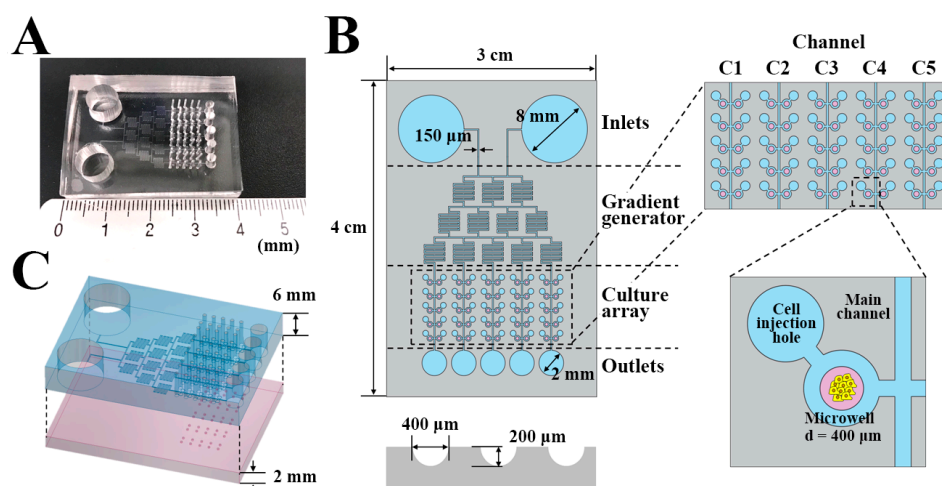 A
0 1 2 3 4 5
(mm)
B
3 cm
4 cm
150 µm
8 mm
Inlets
Gradient
generator
Culture
array
Outlets
2 mm
400 µm
200 µm
Channel
C1 C2 C3 C4 C5
Cell
injection
hole
Main
channel
Microwell
d = 400 µm
C
6 mm
2 mm